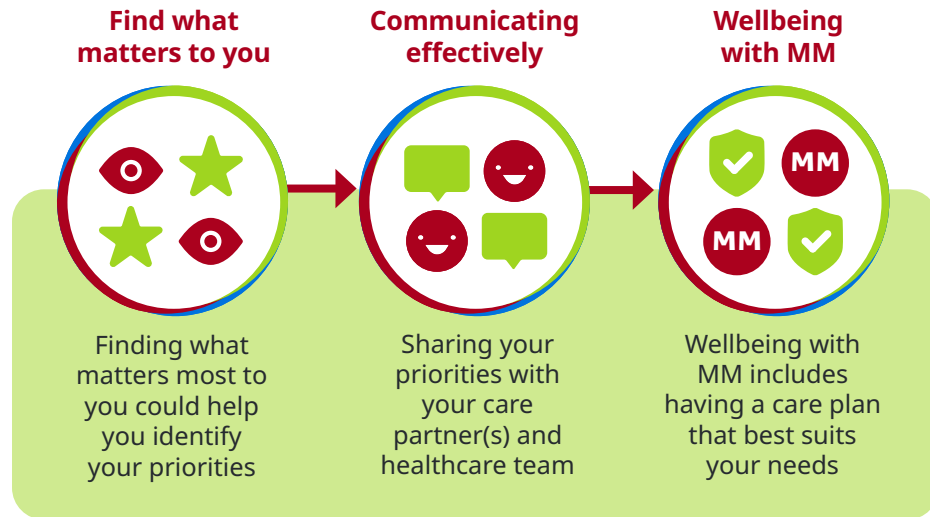 Find what
matters to you
Communicating
effectively
Wellbeing
with MM
MM
MM
Finding what
matters most to
you could help
you identify
your priorities
Sharing your
priorities with
your care
partner(s) and
healthcare team
Wellbeing with
MM includes
having a care plan
that best suits
your needs